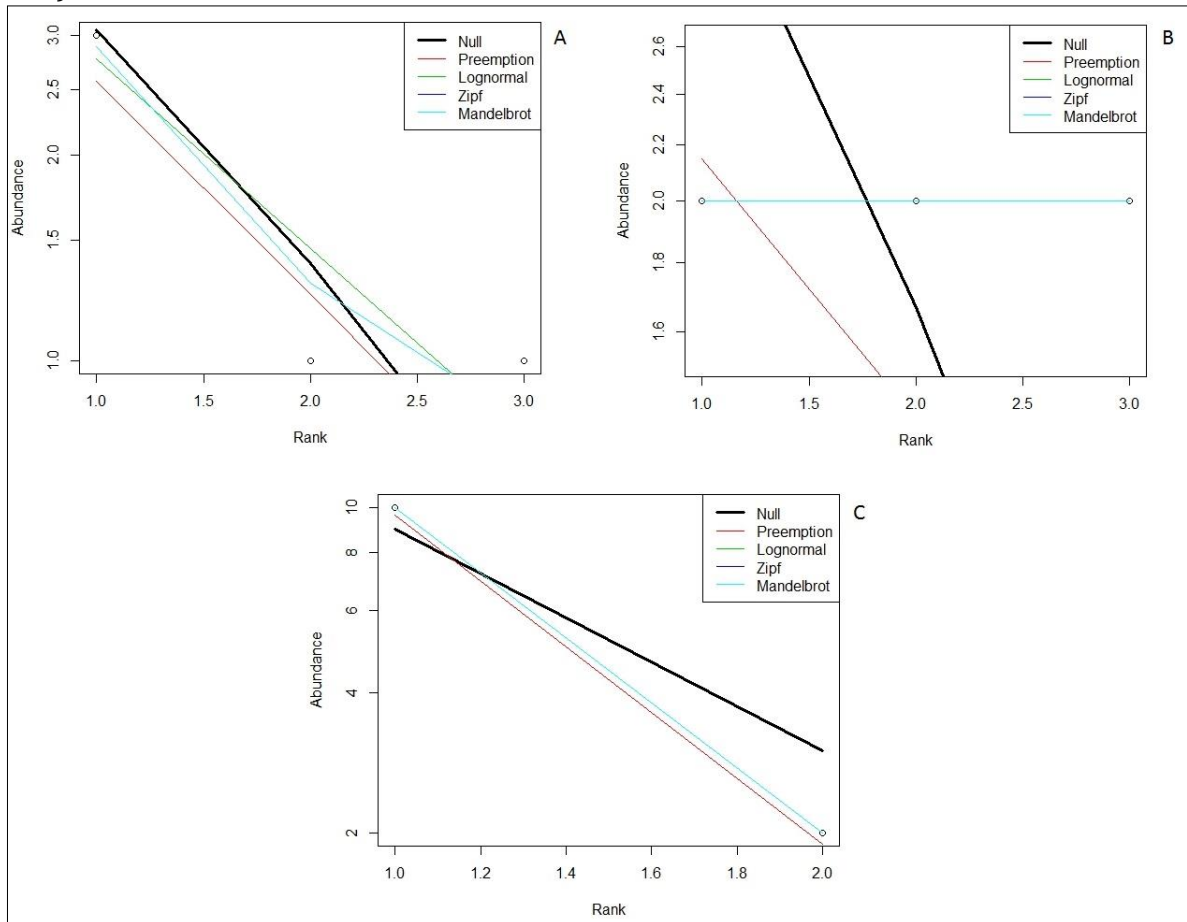 A
Null
Preemption
Lognormal
Zipf
Mandelbrot
Abundance
3.0
2.5
2.0
1.5
1.0
1.0 1.5 2.0 2.5 3.0
Rank
B
Null
Preemption
Lognormal
Zipf
Mandelbrot
Abundance
2.6
2.4
2.2
2.0
1.8
1.6
1.0 1.5 2.0 2.5 3.0
Rank
C
Null
Preemption
Lognormal
Zipf
Mandelbrot
Abundance
10
8
6
4
2
1.0 1.2 1.4 1.6 1.8 2.0
Rank